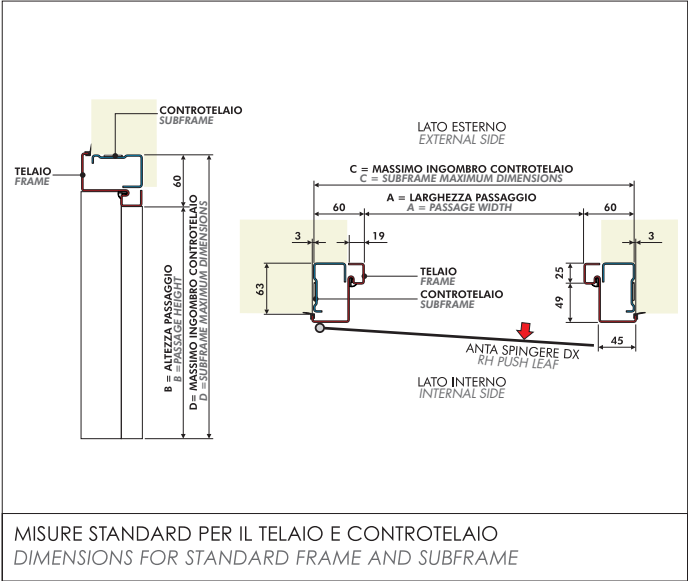 CONTROTELAIO
SUBFRAME
TELAIO
FRAME
60
B = ALTEZZA PASSAGGIO
B = PASSAGE HEIGHT
D= MASSIMO INGOMBRO CONTROTELAIO
D = SUBFRAME MAXIMUM DIMENSIONS
LATO ESTERNO
EXTERNAL SIDE
C = MASSIMO INGOMBRO CONTROTELAIO
C = SUBFRAME MAXIMUM DIMENSIONS
A = LARGHEZZA PASSAGGIO
A = PASSAGE WIDTH
60
60
3
19
3
63
TELAIO
FRAME
CONTROTELAIO
SUBFRAME
25
49
45
ANTA SPINGERE DX
RH PUSH LEAF
LATO INTERNO
INTERNAL SIDE
MISURE STANDARD PER IL TELAIO E CONTROTELAIO
DIMENSIONS FOR STANDARD FRAME AND SUBFRAME